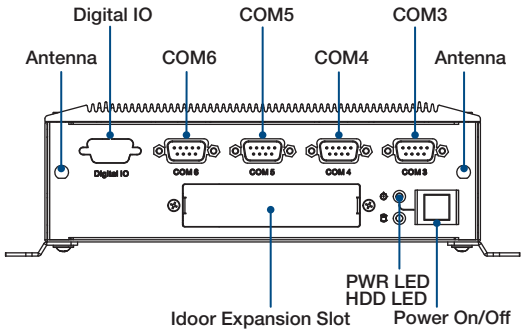 Digital IO
COM5
COM3
Antenna
COM6
COM4
Antenna
Digital IO
COM 6
COM 5
COM 4
COM 3
PWR LED
HDD LED
Idoor Expansion Slot
Power On/Off